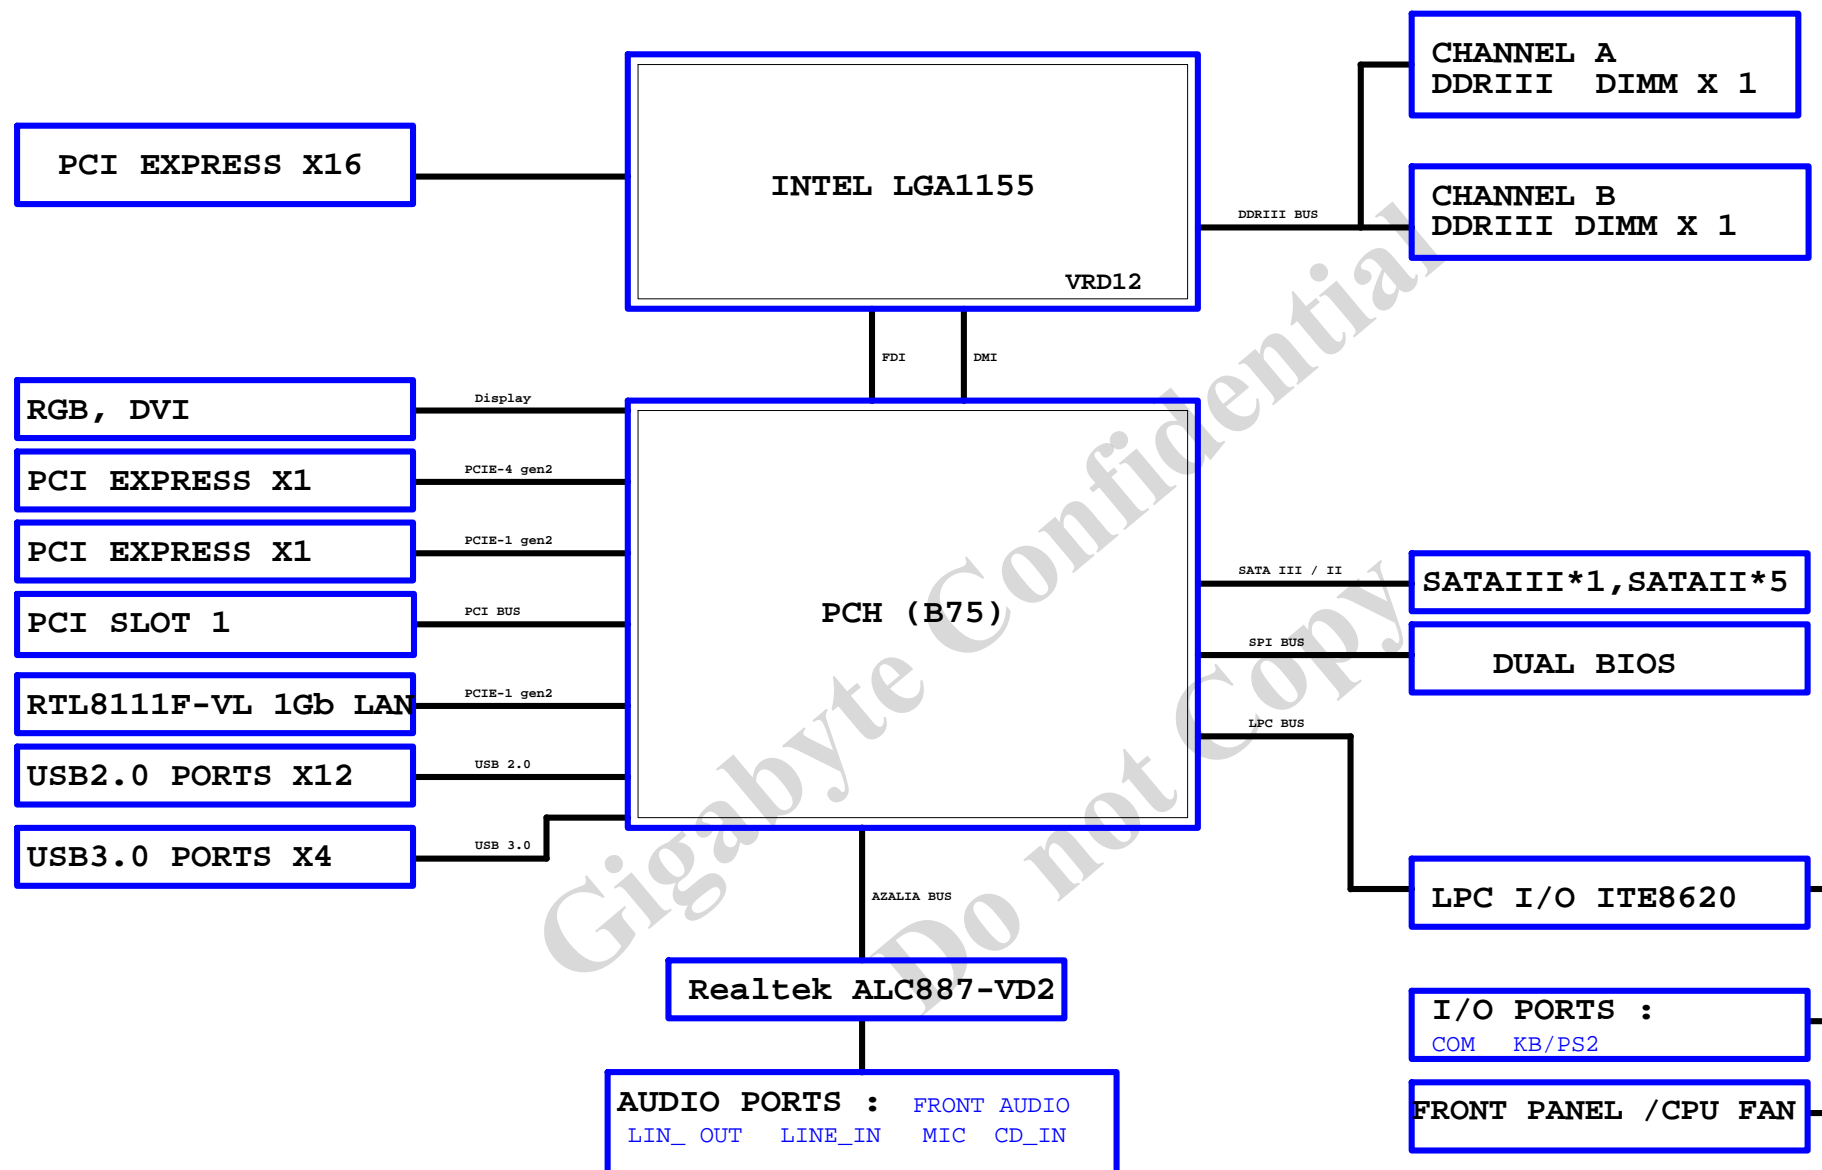 CHANNEL A
DDRIII DIMM X 1
PCI EXPRESS X16
INTEL LGA1155
VRD12
DDRIII BUS
CHANNEL B
DDRIII DIMM X 1
FDI
DMI
RGB, DVI
Display
PCI EXPRESS X1
PCIE-4 gen2
PCI EXPRESS X1
PCIE-1 gen2
PCI SLOT 1
PCI BUS
RTL8111F-VL 1Gb LAN
PCIE-1 gen2
USB2.0 PORTS X12
USB 2.0
USB3.0 PORTS X4
USB 3.0
PCH (B75)
SATA III / II
SATAIII*1,SATAII*5
SPI BUS
DUAL BIOS
LPC BUS
LPC I/O ITE8620
AZALIA BUS
Realtek ALC887-VD2
AUDIO PORTS : FRONT AUDIO
LIN_ OUT LINE_IN MIC CD_IN
I/O PORTS :
COM KB/PS2
FRONT PANEL /CPU FAN
Gigabyte Confidential
Do not Copy